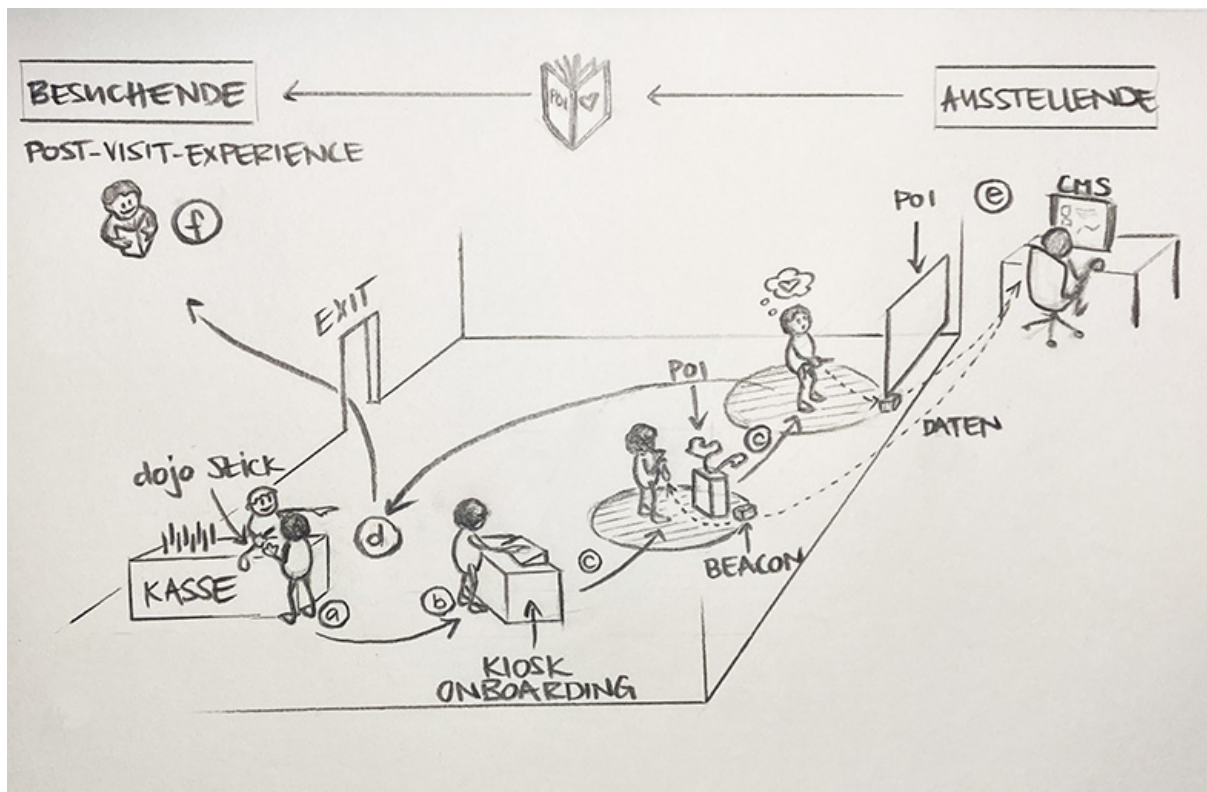 BESUCHENDE
POI
AUSSTELLENDE
POST-VISIT-EXPERIENCE
f
POI
e
CMS
EXIT
POI
DATEN
c
dojo Stick
d
BEACON
KASSE
a
b
c
KIOSK
ONBOARDING